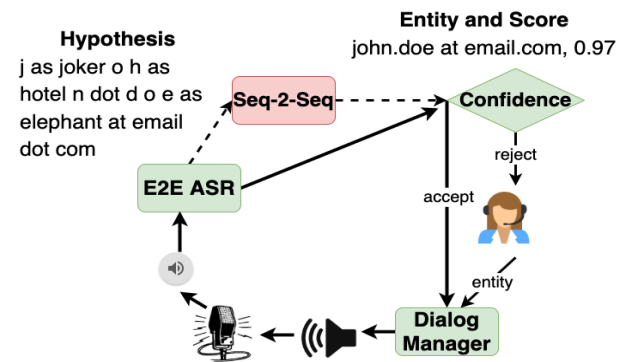 Hypothesis
j as joker o h as
hotel n dot d o e as
elephant at email
dot com
Entity and Score
john.doe at email.com, 0.97
Seq-2-Seq
Confidence
reject
E2E ASR
accept
entity
Dialog
Manager